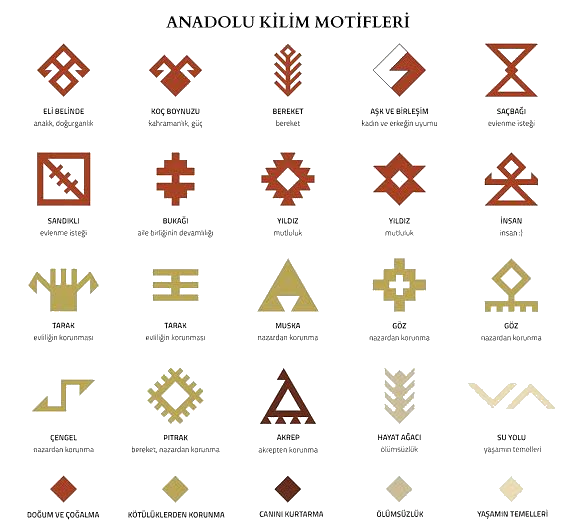 ANADOLU KİLİM MOTİFLERİ
ELİ BELİNDE
analık, doğurganlık
KOÇ BOYNUZU
kahramanlık, güç
BEREKET
bereket
AŞK VE BİRLEŞİM
kadın ve erkeğin uyumu
SAÇBAĞI
evlenme isteği
SANDIKLI
evlenme isteği
BUKAĞI
aile birliğinin devamlılığı
YILDIZ
mutluluk
YILDIZ
mutluluk
İNSAN
insan :)
TARAK
evliliğin korunması
TARAK
evliliğin korunması
MUSKA
nazardan korunma
GÖZ
nazardan korunma
GÖZ
nazardan korunma
ÇENGEL
nazardan korunma
PITRAK
bereket, nazardan korunma
AKREP
akrepten korunma
HAYAT AĞACI
ölümsüzlük
SU YOLU
yaşamın temelleri
DOĞUM VE ÇOĞALMA
KÖTÜLÜKLERDEN KORUNMA
CANINI KURTARMA
ÖLÜMSÜZLÜK
YAŞAMIN TEMELLERİ